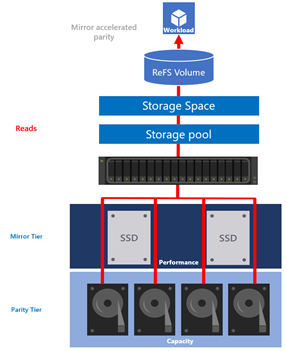 Mirror accelerated
parity
Workload
ReFS Volume
Storage Space
Reads
Storage pool
Mirror Tier
SSD
SSD
Performance
Parity Tier
Capacity